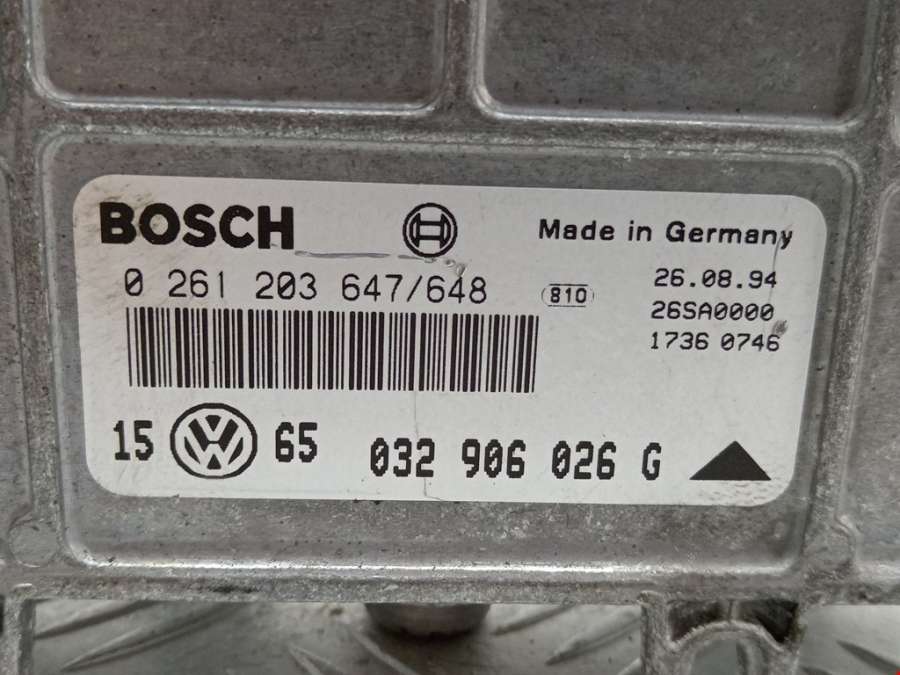 BOSCH
Made in Germany
0 261 203 647/648
810
26.08.94
26SA0000
1736 0746
15 VW 65 032 906 026 G